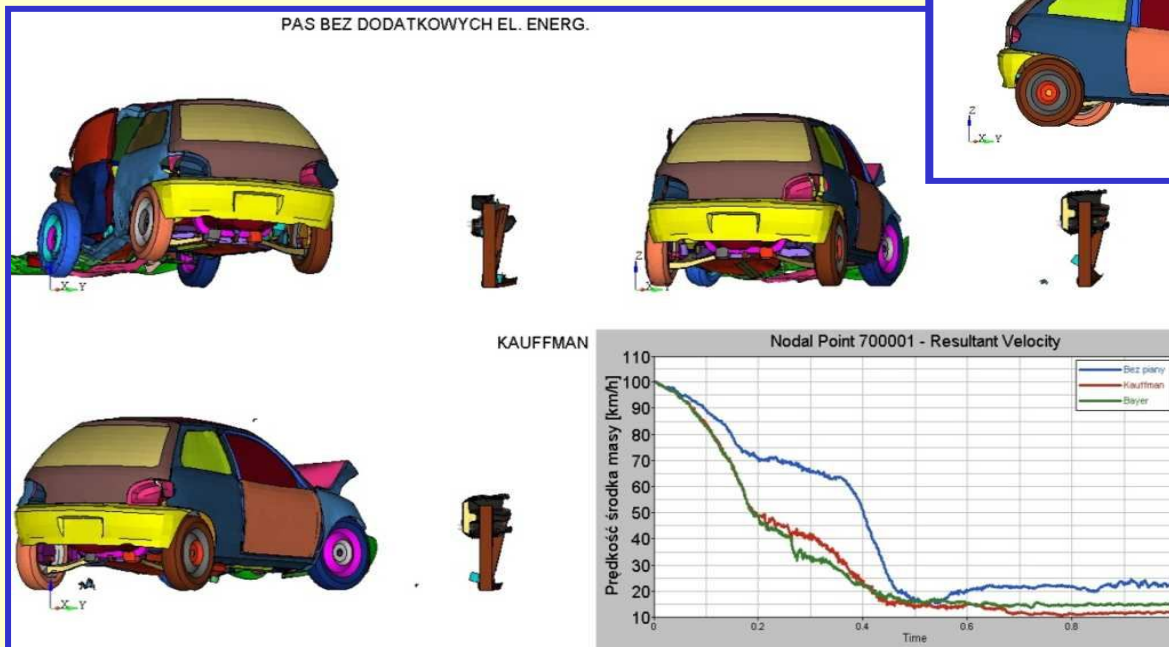 PAS BEZ DODATKOWYCH EL. ENERG.
Z
X Y
X Y
Z
X Y
KAUFFMAN
X Y
Nodal Point 700001 - Resultant Velocity
Prędkość środka masy [km/h]
110
100
90
80
70
60
50
40
30
20
10
0
0.2
0.4
0.6
0.8
Time
Bez piany
Kauffman
Bayer